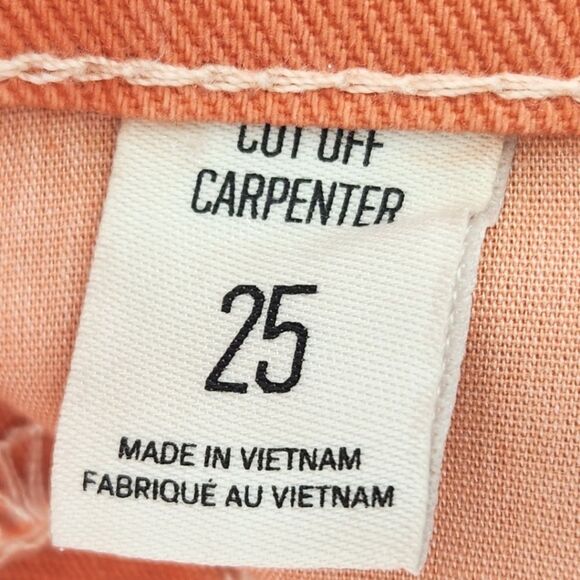 CUT OFF
CARPENTER
25
MADE IN VIETNAM
FABRIQUÉ AU VIETNAM